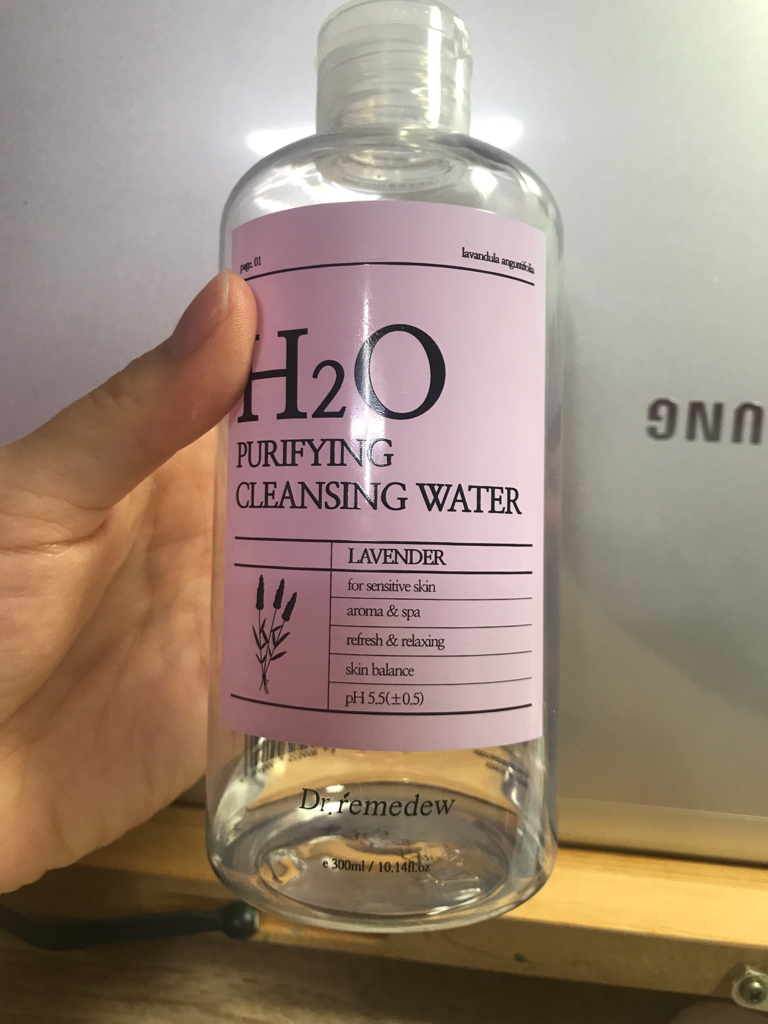 page. 01
lavandula angustifolia
H2O
PURIFYING
CLEANSING WATER
LAVENDER
for sensitive skin
aroma & spa
refresh & relaxing
skin balance
pH 5.5(±0.5)
Dr.remedew
e 300ml / 10.14fl.oz
UNG